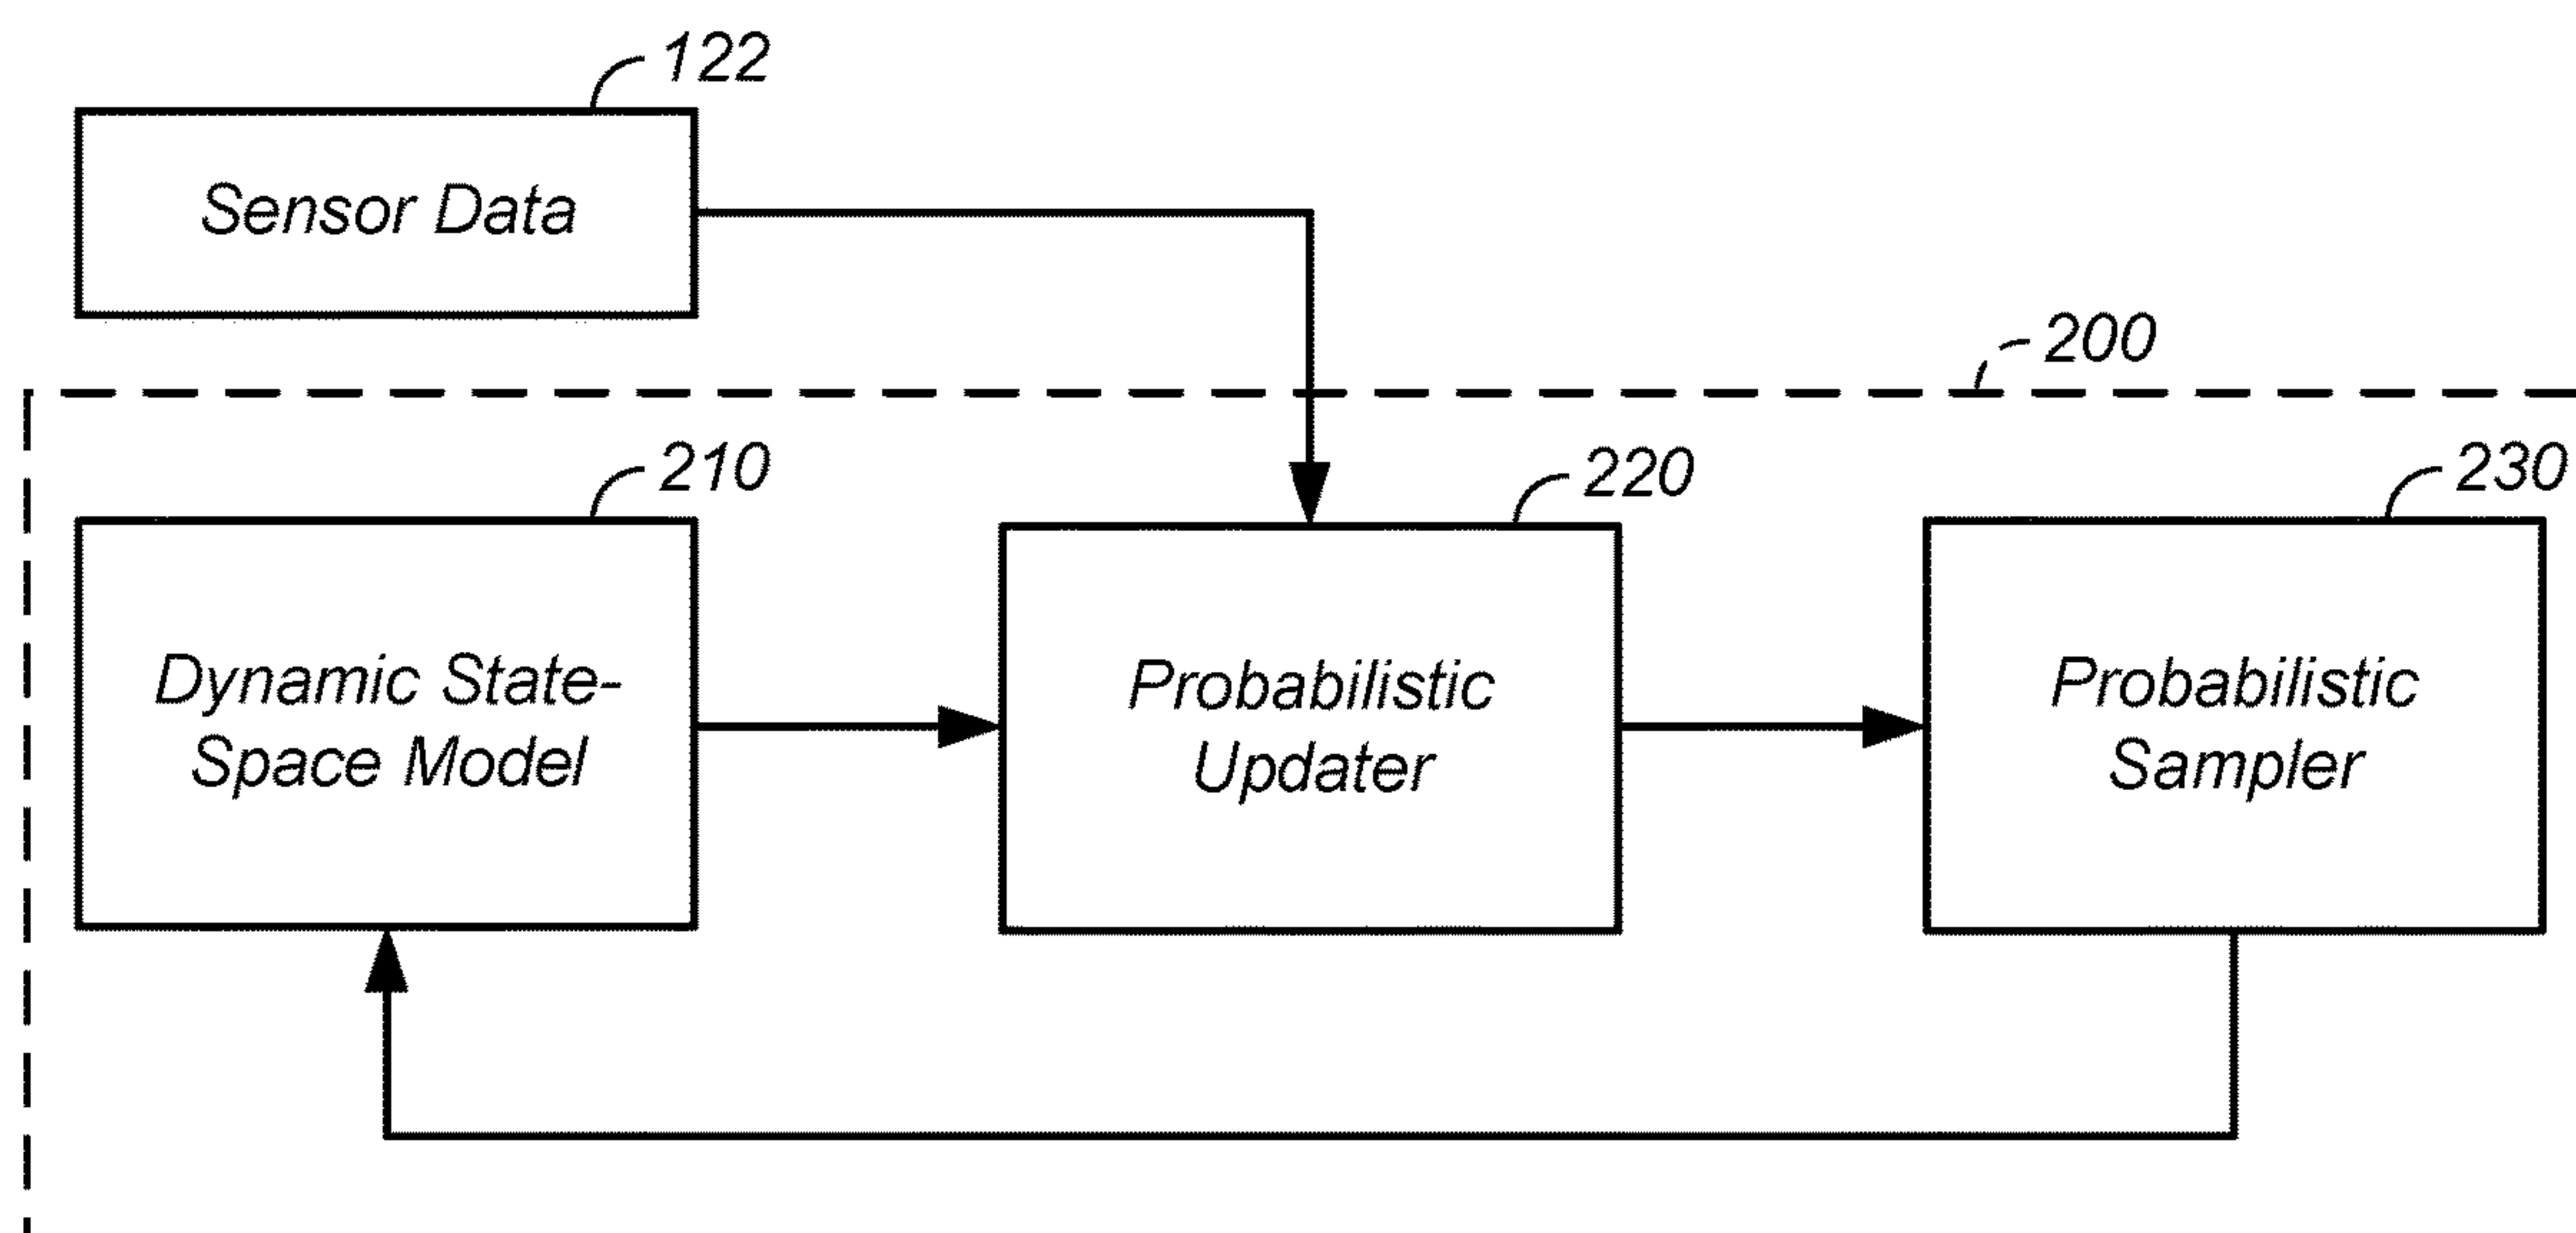 122
Sensor Data
200
210
220
230
Dynamic State-
Space Model
Probabilistic
Updater
Probabilistic
Sampler